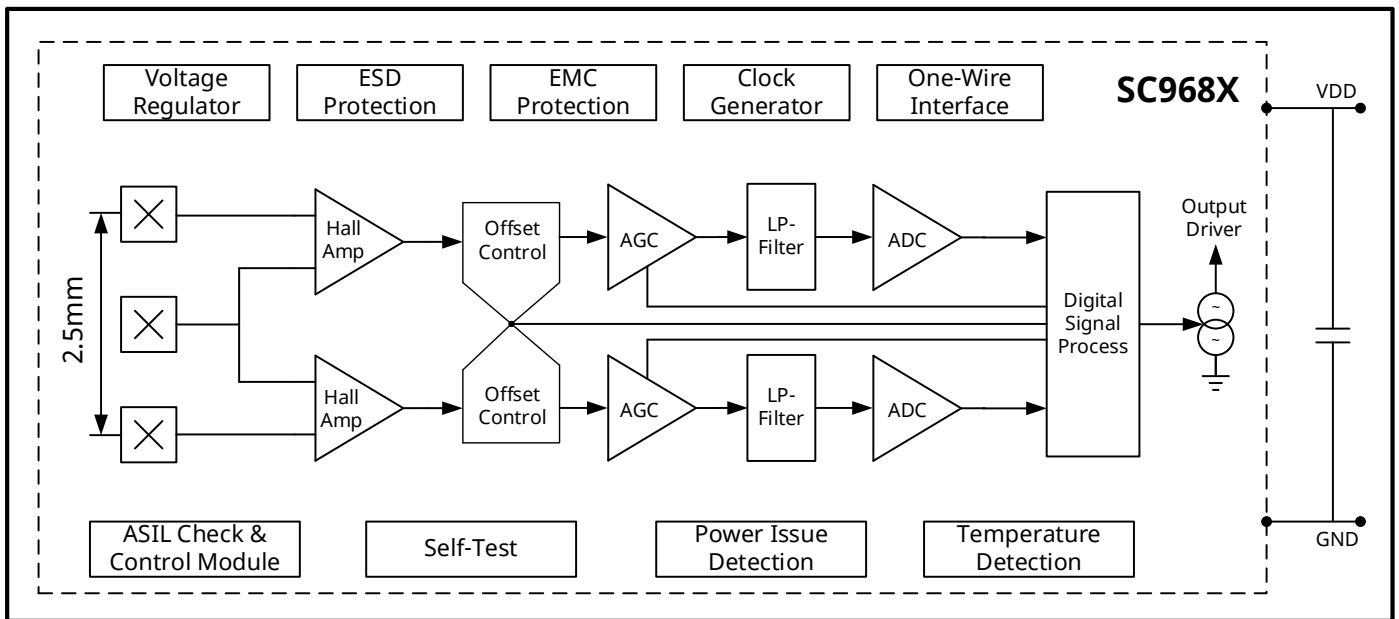 Voltage
Regulator
ESD
Protection
EMC
Protection
Clock
Generator
One-Wire
Interface
SC968X
VDD
2.5mm
Hall
Amp
Offset
Control
AGC
LP-
Filter
ADC
Output
Driver
~
~
Digital
Signal
Process
Hall
Amp
Offset
Control
AGC
LP-
Filter
ADC
ASIL Check &
Control Module
Self-Test
Power Issue
Detection
Temperature
Detection
GND